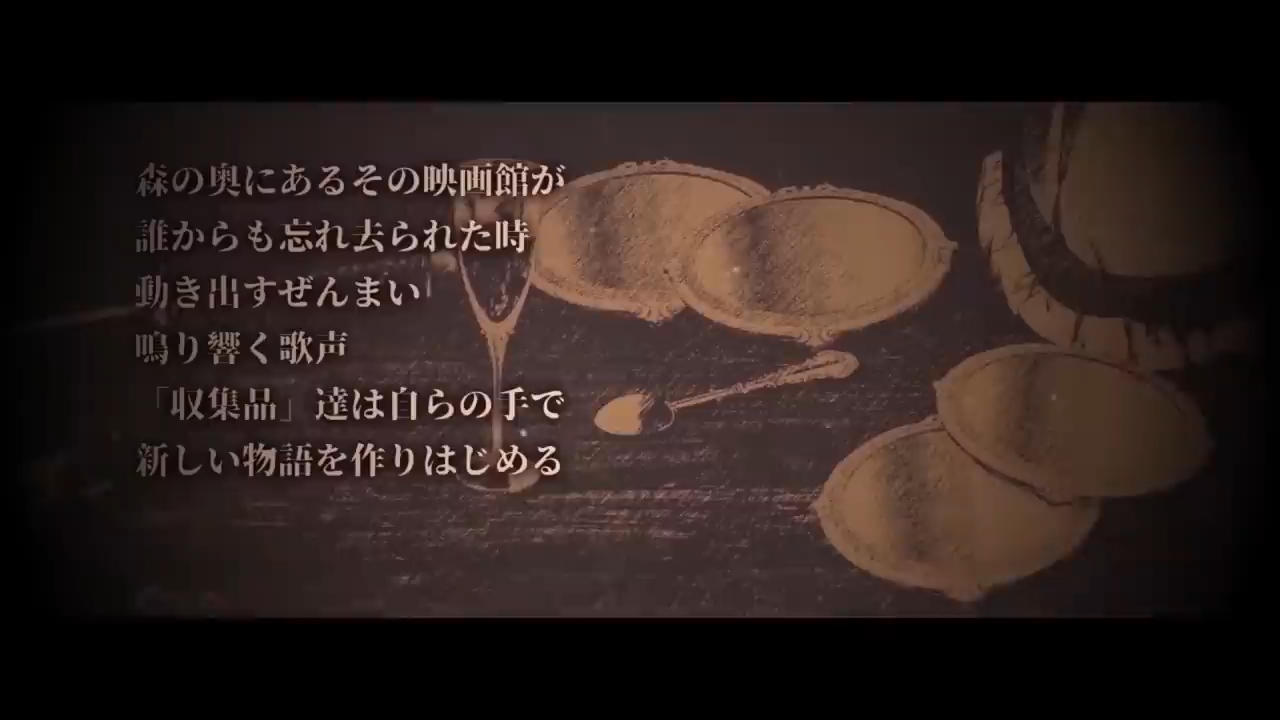 森の奥にあるその映画館が
誰からも忘れ去られた時
動き出すぜんまい
鳴り響く歌声
「収集品」達は自らの手で
新しい物語を作りはじめる